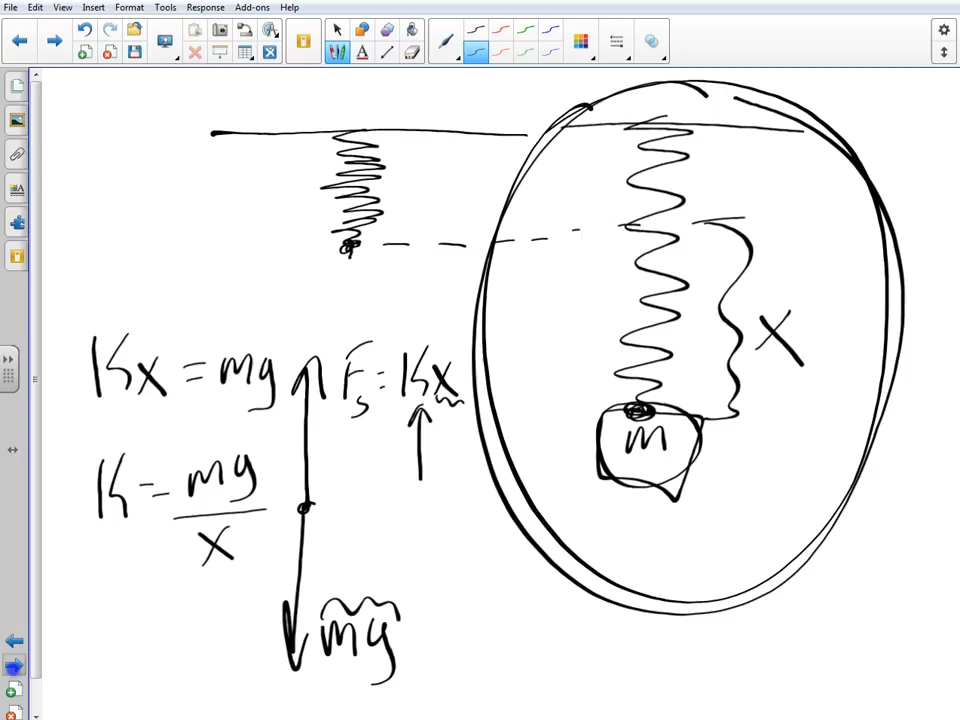 File Edit View Insert Format Tools Response Add-ons Help
X
Kx = mg
Fs = Kx
m
K = mg/x
mg